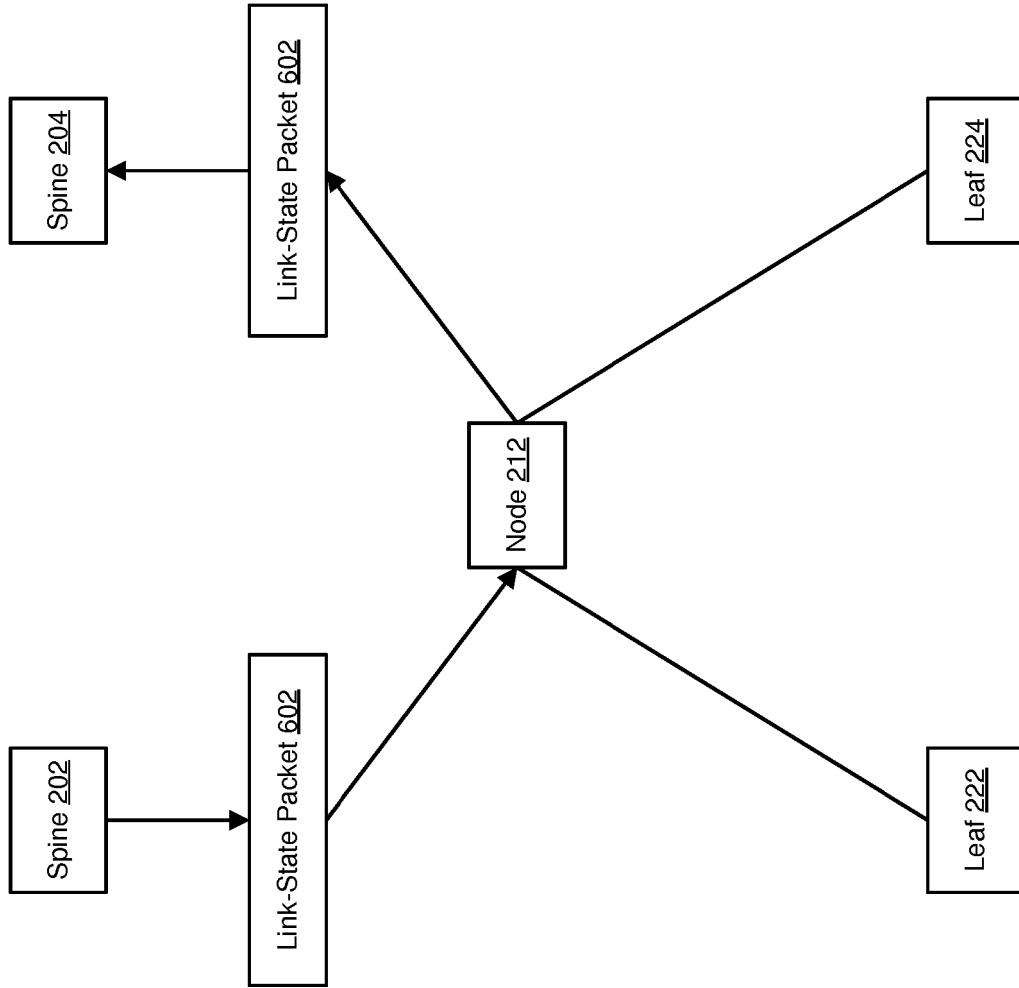 Spine 202
Spine 204
Link-State Packet 602
Link-State Packet 602
Node 212
Leaf 222
Leaf 224